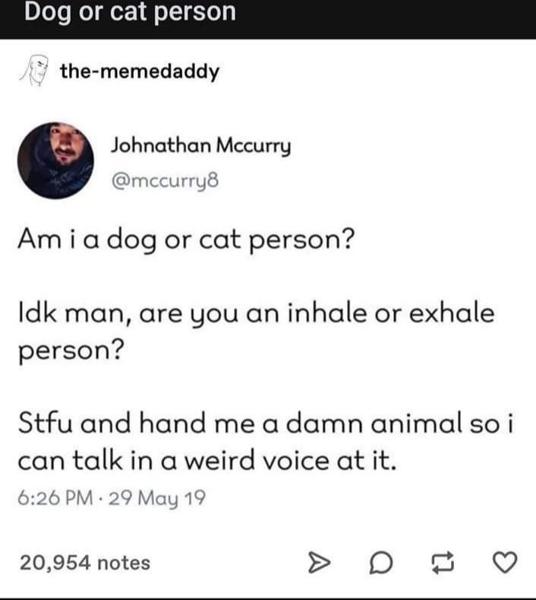 Dog or cat person
the-memedaddy
Johnathan Mccurry
@mccurry8
Am i a dog or cat person?
Idk man, are you an inhale or exhale
person?
Stfu and hand me a damn animal so i
can talk in a weird voice at it.
6:26 PM · 29 May 19
20,954 notes